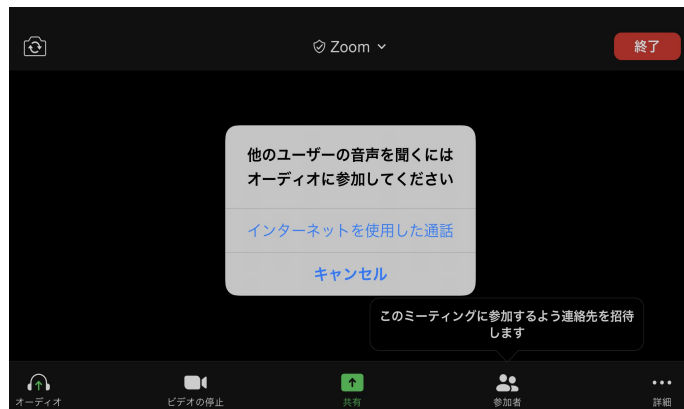 Zoom
終了
他のユーザーの音声を聞くには
オーディオに参加してください
インターネットを使用した通話
キャンセル
このミーティングに参加するよう連絡先を招待
します
オーディオ
ビデオの停止
共有
参加者
詳細